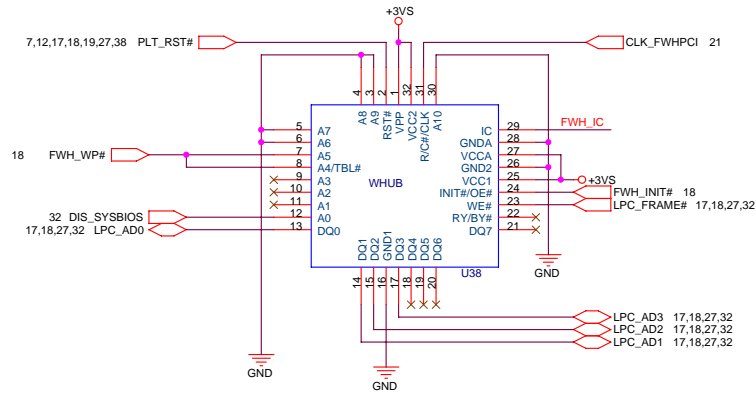 +3VS
7,12,17,18,19,27,38 PLT_RST#
CLK_FWHPCI 21
4
3
2
1
32
31
30
A8
A9
RST#
VPP
VCC2
R/C#/CLK
A10
5 A7
6 A6
18 FWH_WP# 7 A5
8 A4/TBL#
9 A3
10 A2
11 A1
32 DIS_SYSBIOS 12 A0
17,18,27,32 LPC_AD0 13 DQ0
WHUB
IC 29 FWH_IC
GNDA 28
VCCA 27
GND2 26
VCC1 25 +3VS
INIT#/OE# 24 FWH_INIT# 18
WE# 23 LPC_FRAME# 17,18,27,32
RY/BY# 22
DQ7 21
DQ1
DQ2
GND1
DQ3
DQ4
DQ5
DQ6
U38
14
15
16
17
18
19
20
GND
LPC_AD3 17,18,27,32
LPC_AD2 17,18,27,32
LPC_AD1 17,18,27,32
GND
GND